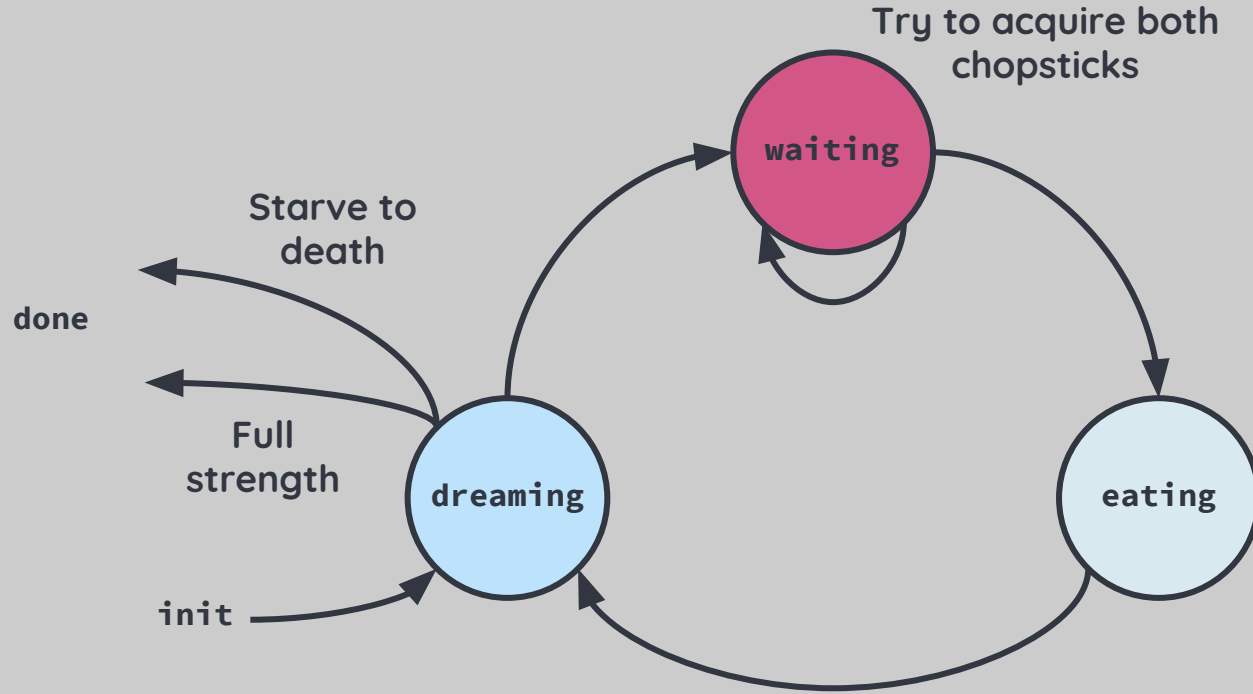 Try to acquire both
chopsticks
waiting
Starve to
death
done
Full
strength
dreaming
eating
init